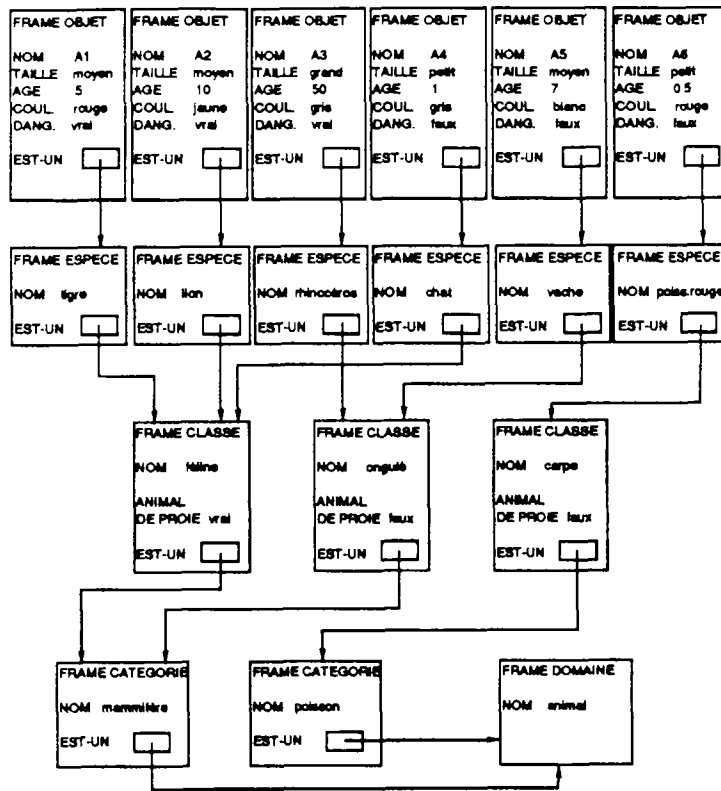 FRAME OBJET
NOM A1
TAILLE moyen
AGE 5
COUL. rouge
DANG. vrai
EST-UN
FRAME OBJET
NOM A2
TAILLE moyen
AGE 10
COUL. jaune
DANG. vrai
EST-UN
FRAME OBJET
NOM A3
TAILLE grand
AGE 50
COUL. gris
DANG. vrai
EST-UN
FRAME OBJET
NOM A4
TAILLE petit
AGE 1
COUL. gris
DANG. faux
EST-UN
FRAME OBJET
NOM A5
TAILLE moyen
AGE 7
COUL. blanc
DANG. faux
EST-UN
FRAME OBJET
NOM A6
TAILLE petit
AGE 0.5
COUL. rouge
DANG. faux
EST-UN
FRAME ESPECE
NOM tigre
EST-UN
FRAME ESPECE
NOM lion
EST-UN
FRAME ESPECE
NOM rhinocéros
EST-UN
FRAME ESPECE
NOM chat
EST-UN
FRAME ESPECE
NOM vache
EST-UN
FRAME ESPECE
NOM poiss.rouge
EST-UN
FRAME CLASSE
NOM féline
ANIMAL
DE PROIE vrai
EST-UN
FRAME CLASSE
NOM ongulé
ANIMAL
DE PROIE faux
EST-UN
FRAME CLASSE
NOM carpe
ANIMAL
DE PROIE faux
EST-UN
FRAME CATEGORIE
NOM mammifère
EST-UN
FRAME CATEGORIE
NOM poisson
EST-UN
FRAME DOMAINE
NOM animal